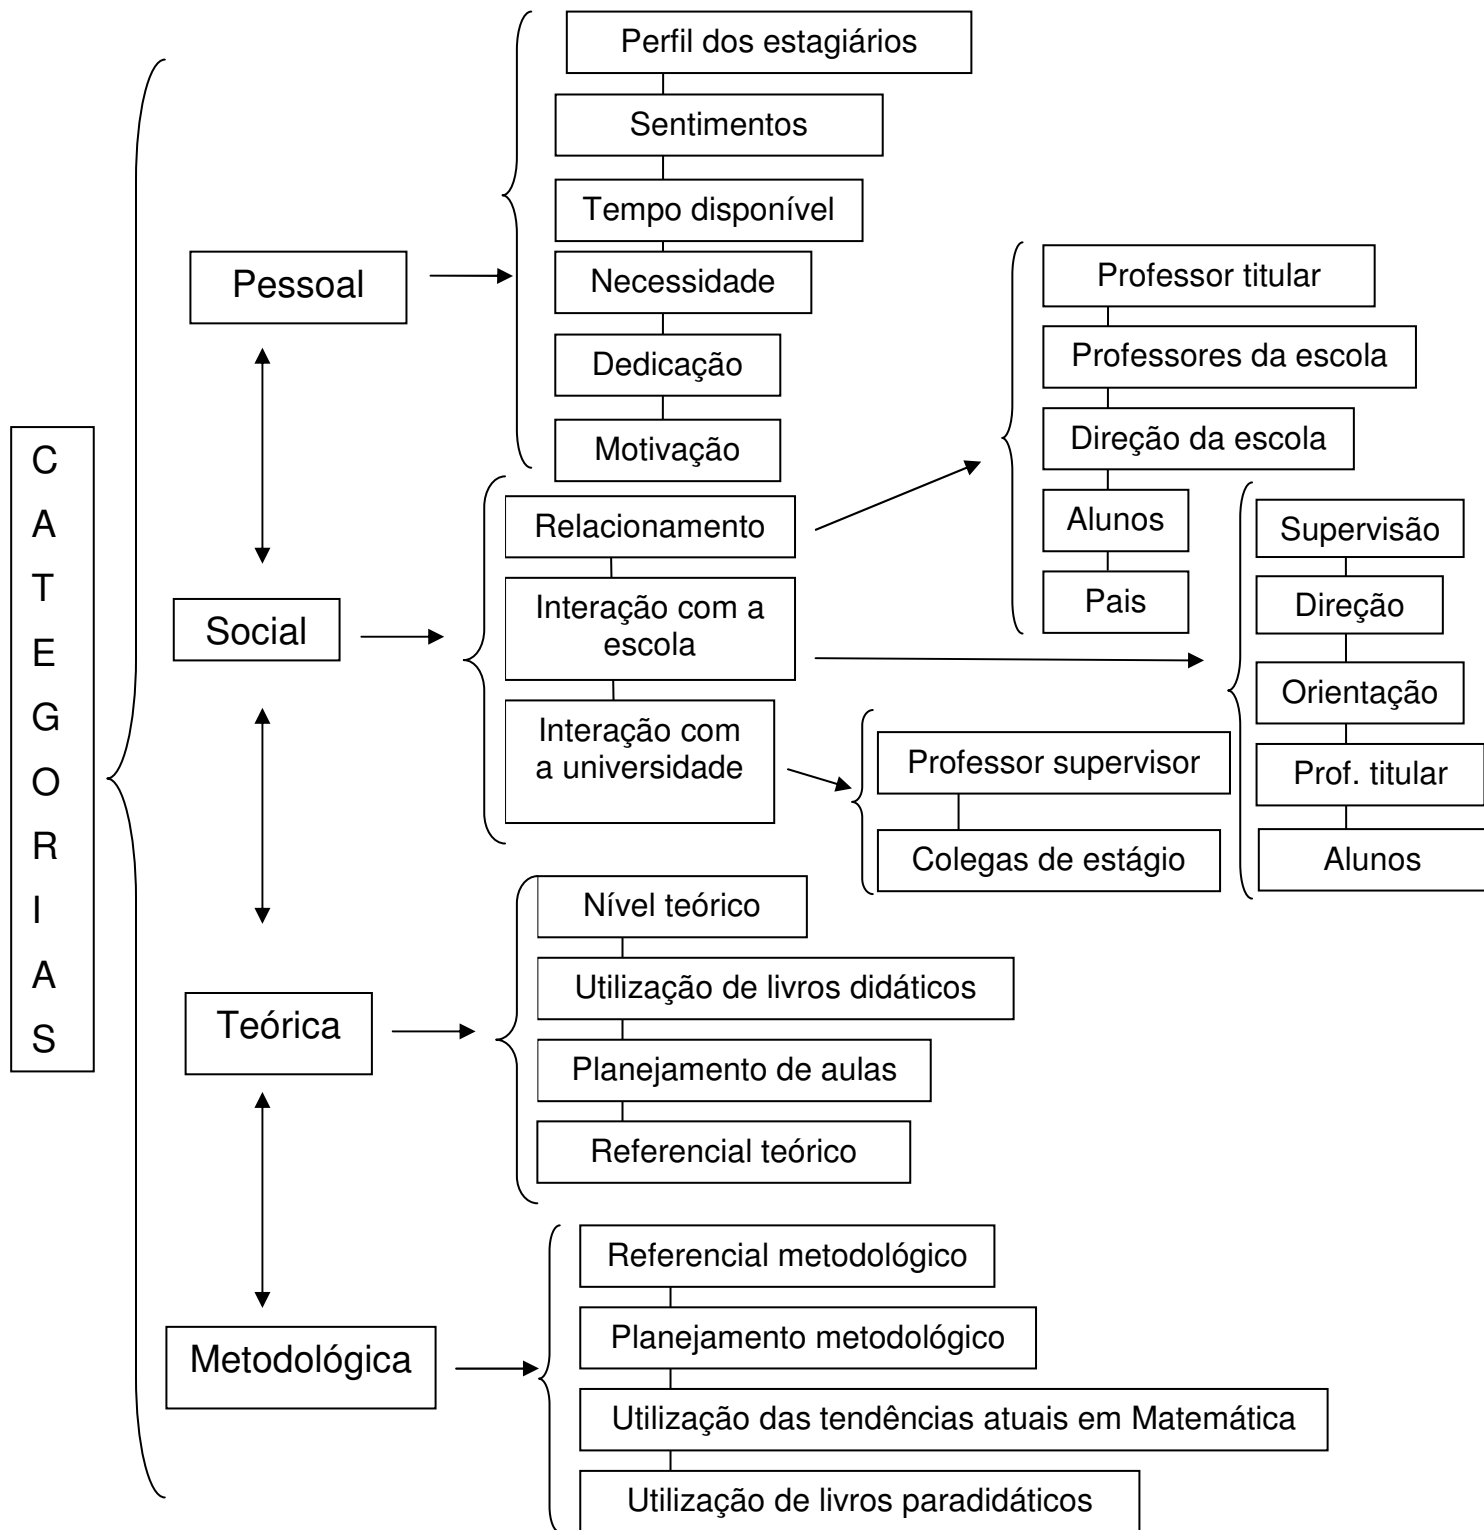 CATEGORIAS
Pessoal
Perfil dos estagiários
Sentimentos
Tempo disponível
Necessidade
Dedicação
Motivação
Social
Relacionamento
Professor titular
Professores da escola
Direção da escola
Alunos
Pais
Interação com a
escola
Supervisão
Direção
Orientação
Prof. titular
Alunos
Interação com
a universidade
Professor supervisor
Colegas de estágio
Teórica
Nível teórico
Utilização de livros didáticos
Planejamento de aulas
Referencial teórico
Metodológica
Referencial metodológico
Planejamento metodológico
Utilização das tendências atuais em Matemática
Utilização de livros paradidáticos